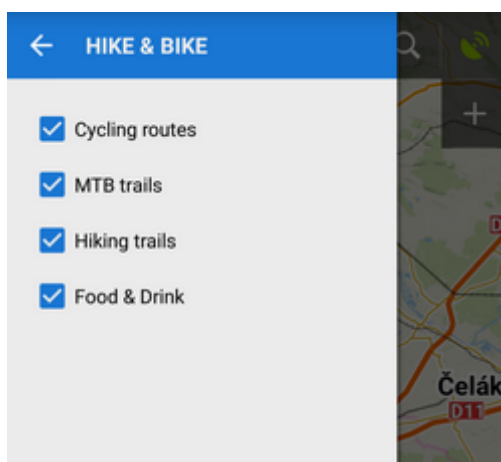 HIKE & BIKE
Cycling routes
MTB trails
Hiking trails
Food & Drink
Čelák
D11